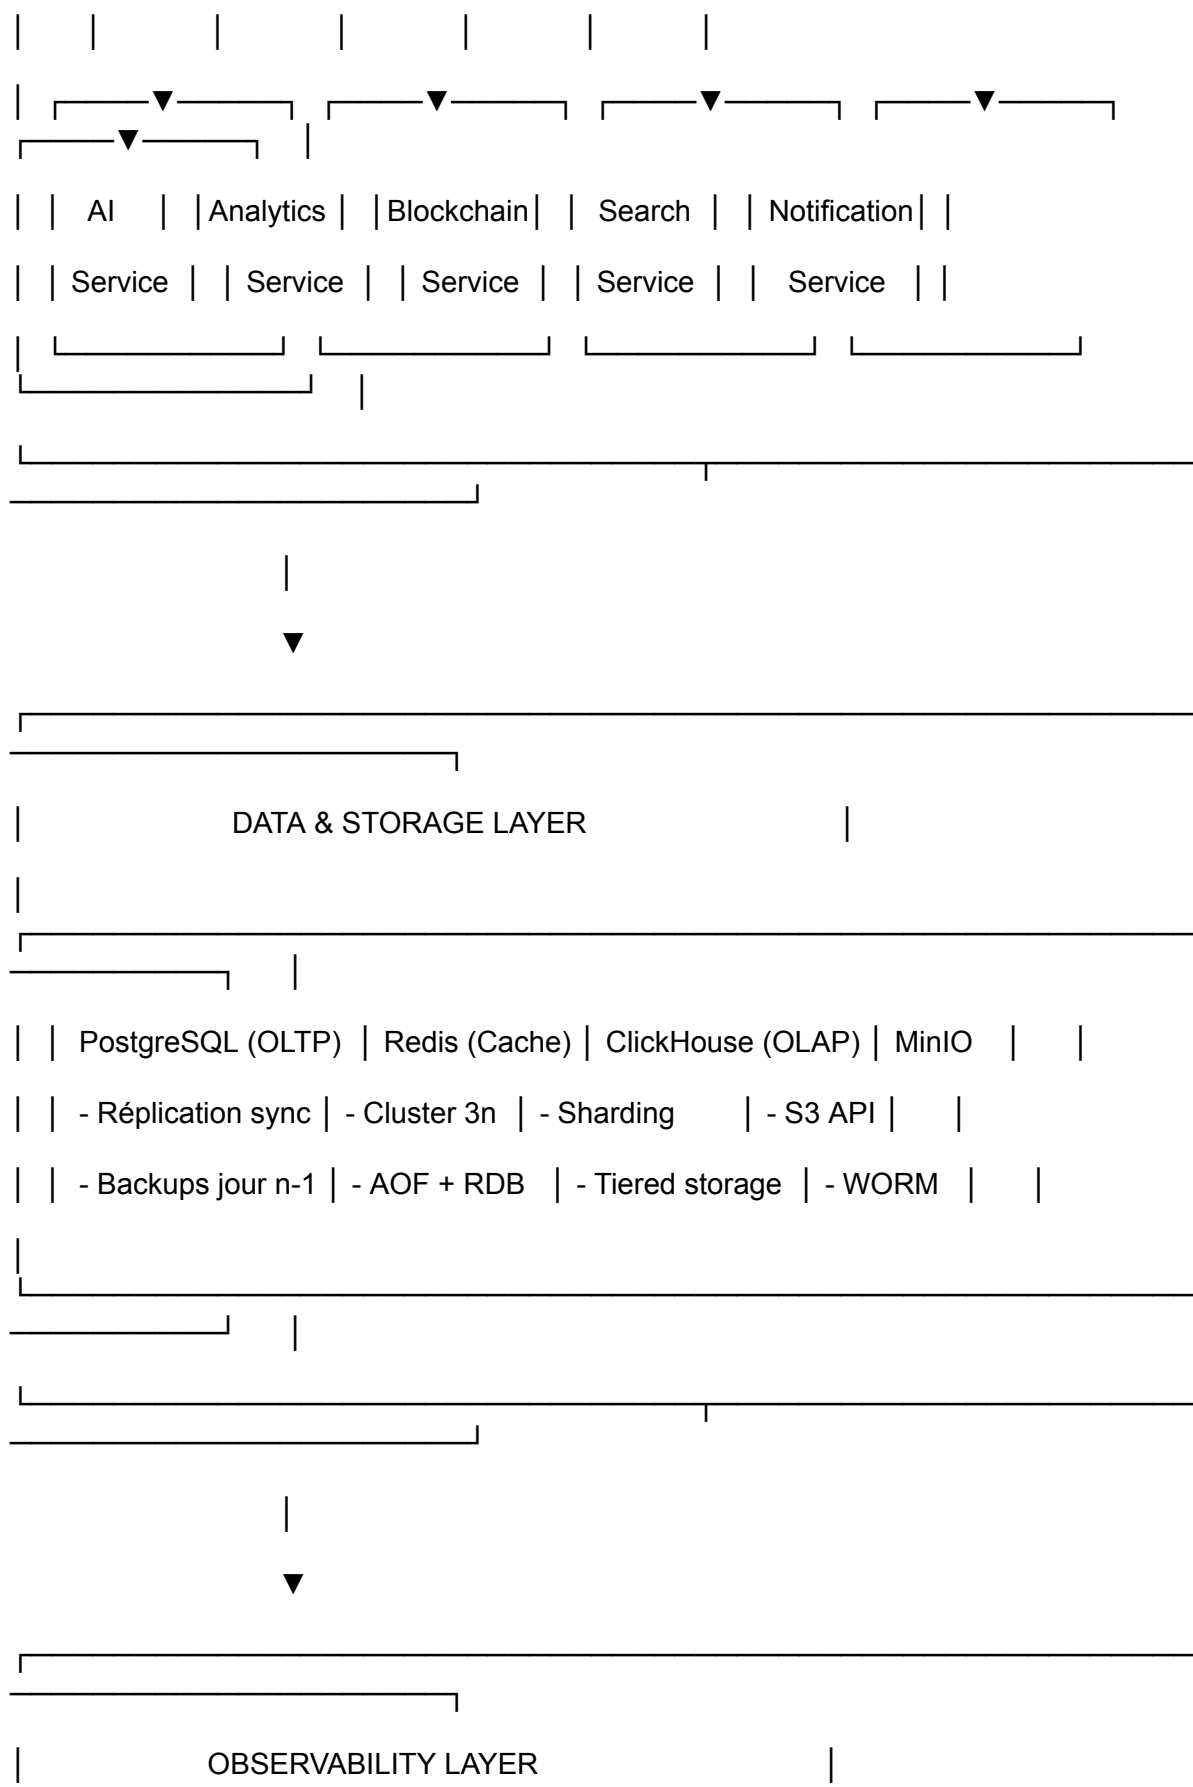 AI Analytics Blockchain Search Notification
Service Service Service Service Service
DATA & STORAGE LAYER
PostgreSQL (OLTP) Redis (Cache) ClickHouse (OLAP) MinIO
- Réplication sync - Cluster 3n - Sharding - S3 API
- Backups jour n-1 - AOF + RDB - Tiered storage - WORM
OBSERVABILITY LAYER